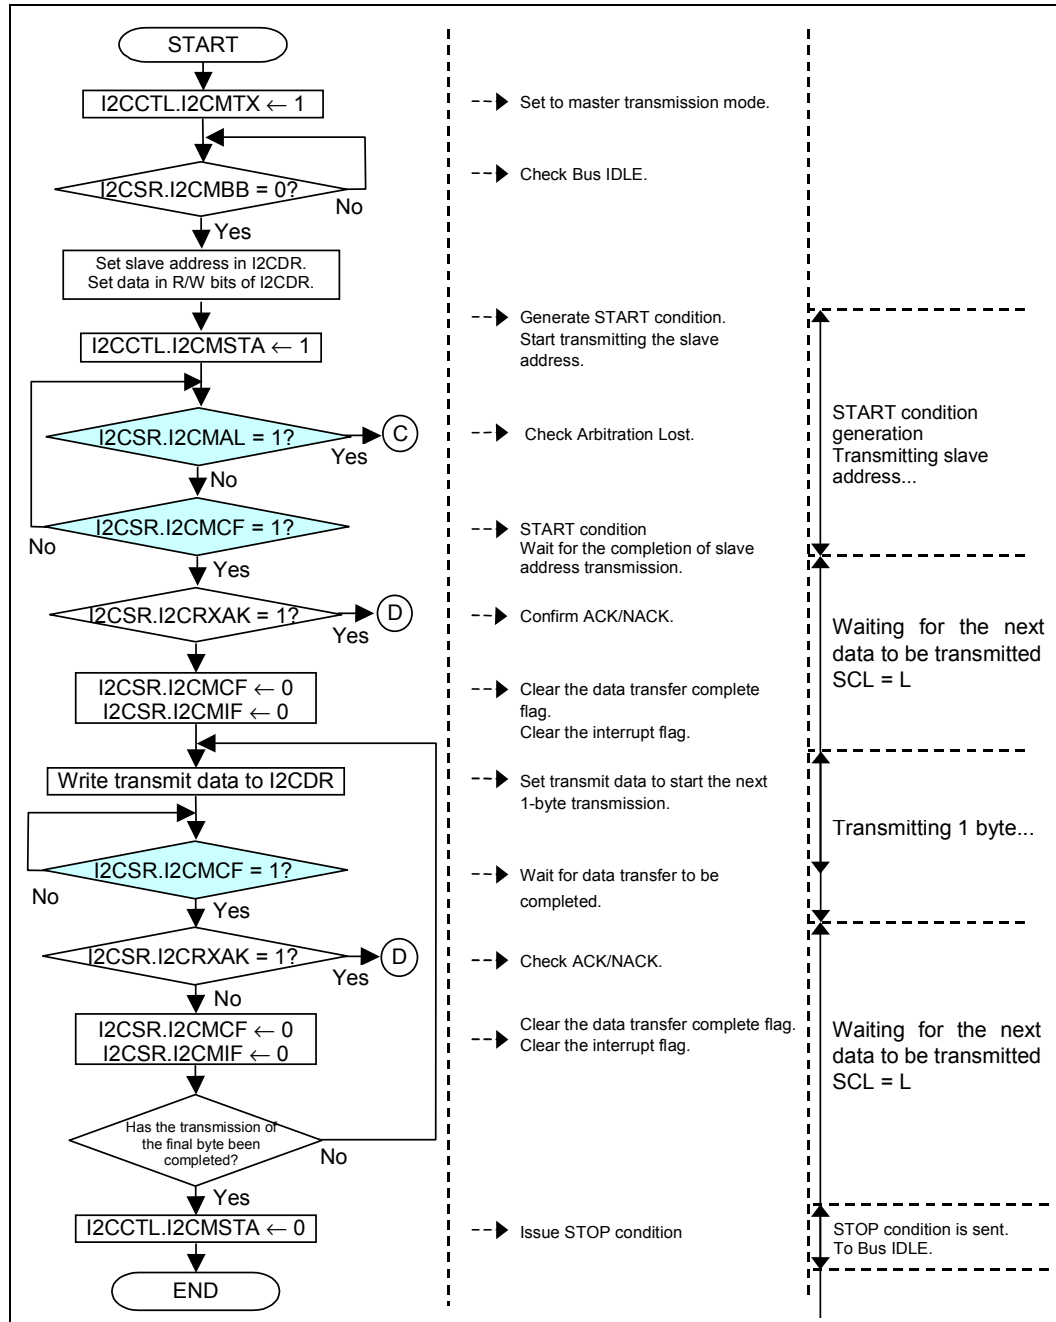 START
I2CCTL.I2CMTX ← 1
Set to master transmission mode.
I2CSR.I2CMBB = 0?
No
Check Bus IDLE.
Yes
Set slave address in I2CDR.
Set data in R/W bits of I2CDR.
Generate START condition.
Start transmitting the slave
address.
I2CCTL.I2CMSTA ← 1
I2CSR.I2CMAL = 1?
Yes
C
Check Arbitration Lost.
START condition
generation
Transmitting slave
address...
No
I2CSR.I2CMCF = 1?
No
START condition
Wait for the completion of slave
address transmission.
Yes
I2CSR.I2CRXAK = 1?
Yes
D
Confirm ACK/NACK.
Waiting for the next
data to be transmitted
SCL = L
I2CSR.I2CMCF ← 0
I2CSR.I2CMIF ← 0
Clear the data transfer complete
flag.
Clear the interrupt flag.
Write transmit data to I2CDR
Set transmit data to start the next
1-byte transmission.
Transmitting 1 byte...
I2CSR.I2CMCF = 1?
No
Wait for data transfer to be
completed.
Yes
I2CSR.I2CRXAK = 1?
Yes
D
Check ACK/NACK.
No
I2CSR.I2CMCF ← 0
I2CSR.I2CMIF ← 0
Clear the data transfer complete flag.
Clear the interrupt flag.
Waiting for the next
data to be transmitted
SCL = L
Has the transmission of
the final byte been
completed?
No
Yes
I2CCTL.I2CMSTA ← 0
Issue STOP condition
STOP condition is sent.
To Bus IDLE.
END